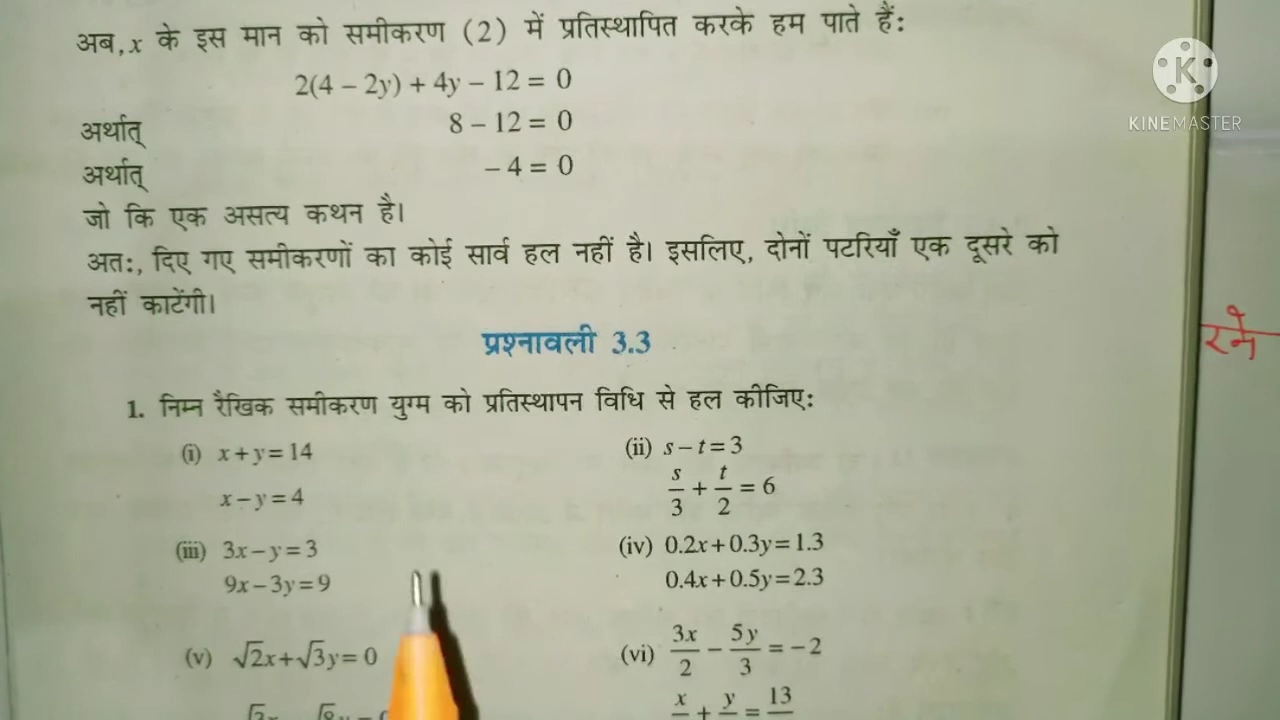 अब, x के इस मान को समीकरण (2) में प्रतिस्थापित करके हम पाते हैं:
2(4 – 2y) + 4y – 12 = 0
अर्थात् 8 – 12 = 0
अर्थात् – 4 = 0
जो कि एक असत्य कथन है।
अत:, दिए गए समीकरणों का कोई सार्व हल नहीं है। इसलिए, दोनों पटरियाँ एक दूसरे को
नहीं काटेंगी।
प्रश्नावली 3.3
1. निम्न रैखिक समीकरण युग्म को प्रतिस्थापन विधि से हल कीजिए:
(i) x + y = 14 (ii) s – t = 3
x – y = 4 s/3 + t/2 = 6
(iii) 3x – y = 3 (iv) 0.2x + 0.3y = 1.3
9x – 3y = 9 0.4x + 0.5y = 2.3
(v) √2x + √3y = 0 (vi) 3x/2 – 5y/3 = – 2
x + y = 13
KINEMASTER